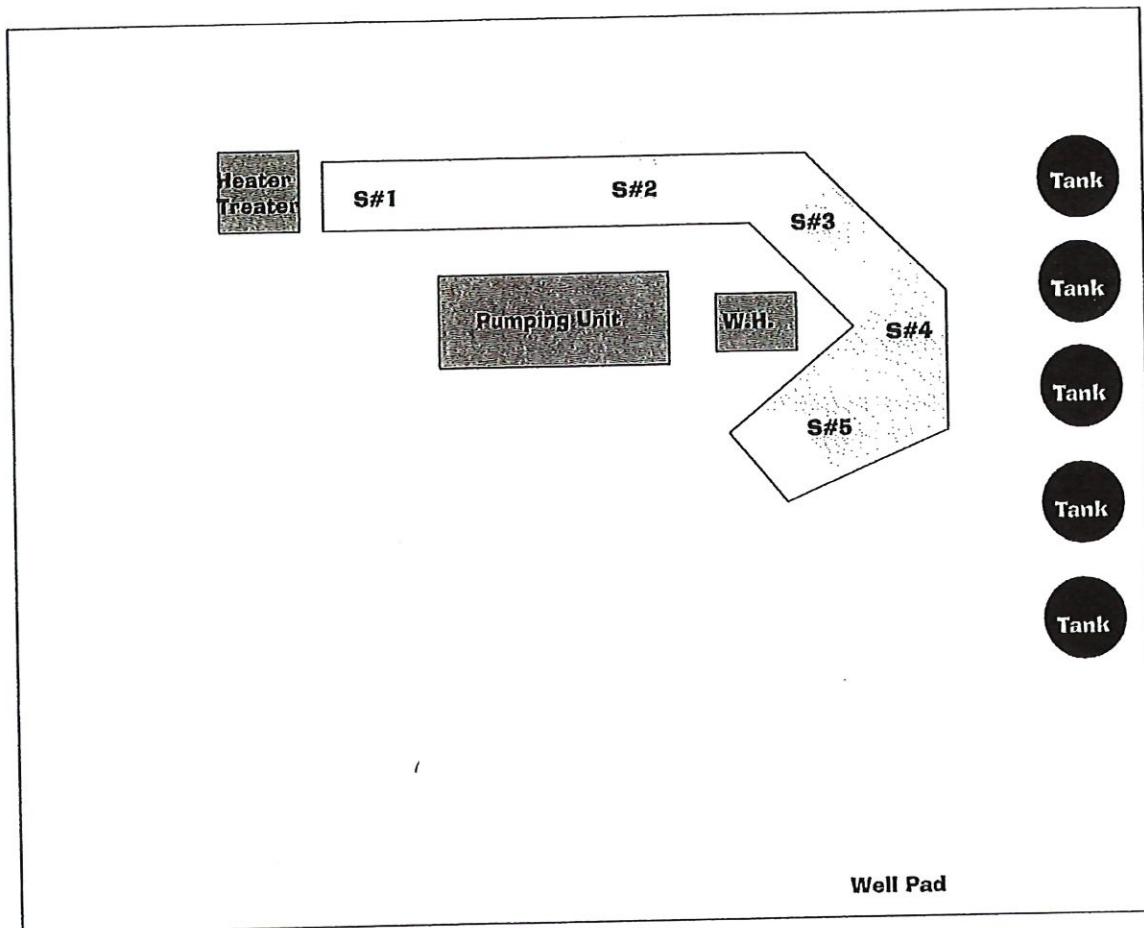 Heater
Treater
S#1
S#2
S#3
Tank
Tank
Pumping Unit
W.H.
S#4
Tank
S#5
Tank
Tank
Well Pad